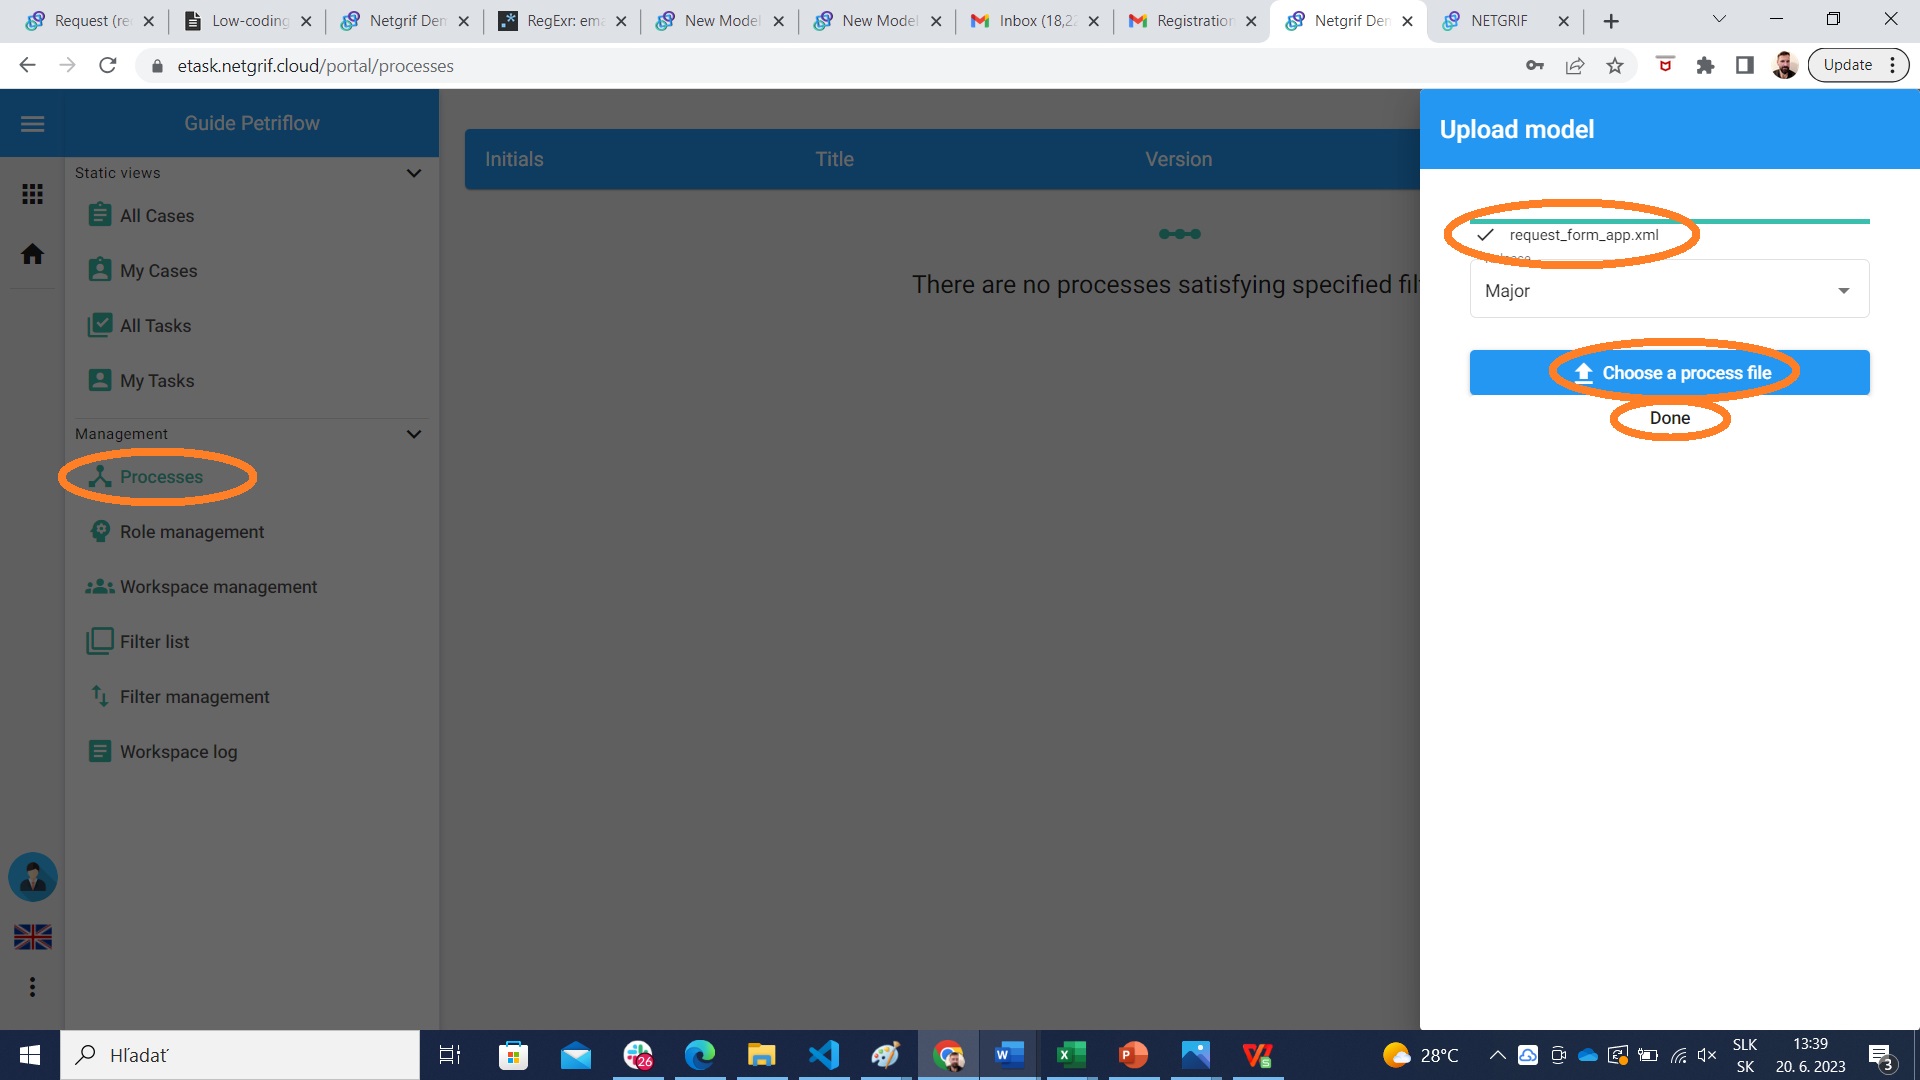 Request (re
Low-coding
Netgrif Den
RegExr: ema
New Model
New Model
Inbox (18,22
Registration
Netgrif Den
NETGRIF
etask.netgrif.cloud/portal/processes
Update
Guide Petriflow
Static views
All Cases
My Cases
All Tasks
My Tasks
Management
Processes
Role management
Workspace management
Filter list
Filter management
Workspace log
Initials
Title
Version
There are no processes satisfying specified fil
Upload model
request_form_app.xml
Major
Choose a process file
Done
Hľadať
26
28°C
SLK
SK
13:39
20. 6. 2023
3